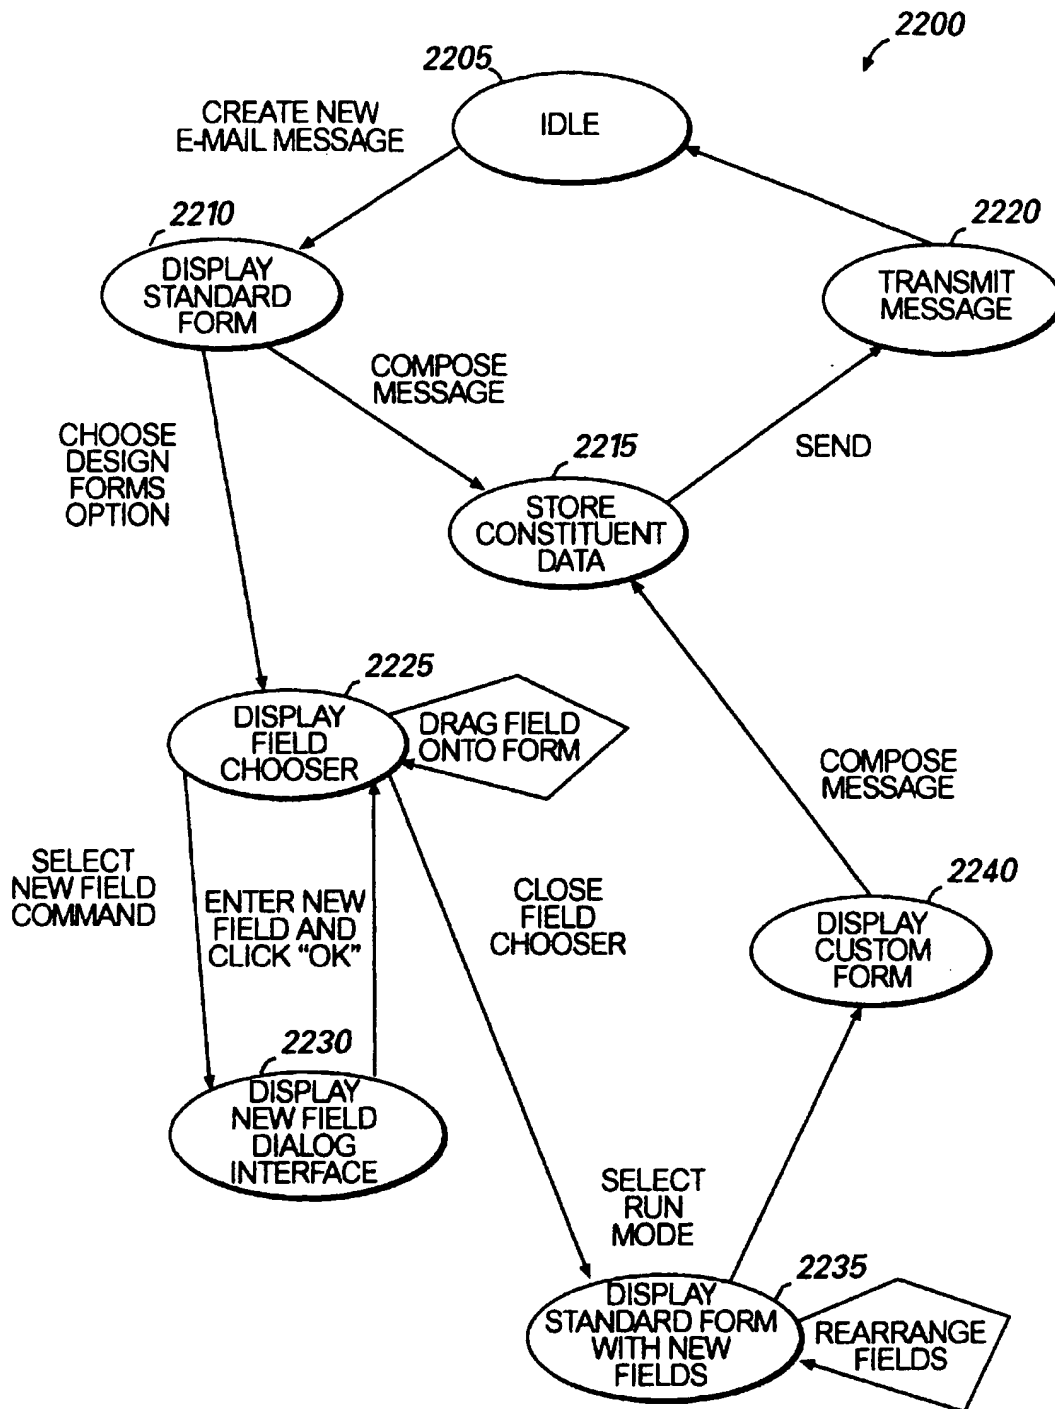 2200
2205
IDLE
CREATE NEW
E-MAIL MESSAGE
2210
DISPLAY
STANDARD
FORM
2220
TRANSMIT
MESSAGE
COMPOSE
MESSAGE
CHOOSE
DESIGN
FORMS
OPTION
2215
STORE
CONSTITUENT
DATA
SEND
2225
DISPLAY
FIELD
CHOOSER
DRAG FIELD
ONTO FORM
COMPOSE
MESSAGE
SELECT
NEW FIELD
COMMAND
ENTER NEW
FIELD AND
CLICK “OK”
CLOSE
FIELD
CHOOSER
2240
DISPLAY
CUSTOM
FORM
2230
DISPLAY
NEW FIELD
DIALOG
INTERFACE
SELECT
RUN
MODE
2235
DISPLAY
STANDARD FORM
WITH NEW
FIELDS
REARRANGE
FIELDS